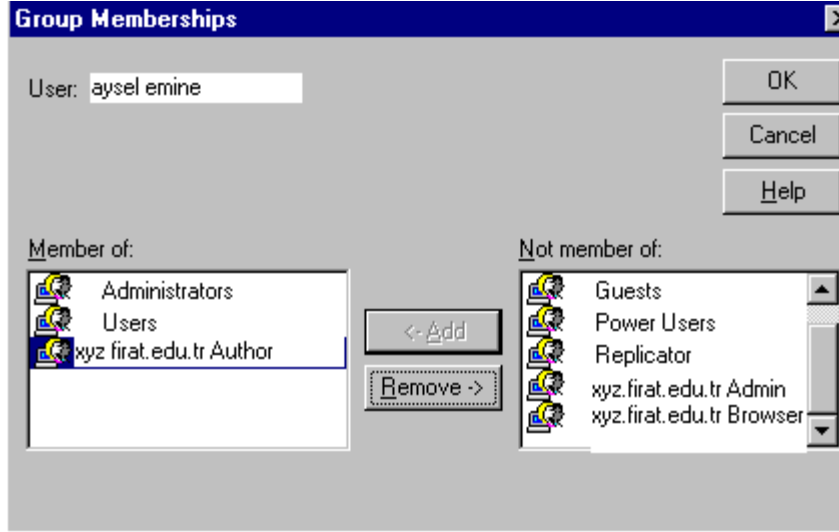 Group Memberships
User: aysel emine
OK
Cancel
Help
Member of:
Administrators
Users
xyz firat.edu.tr Author
<- Add
Remove ->
Not member of:
Guests
Power Users
Replicator
xyz.firat.edu.tr Admin
xyz.firat.edu.tr Browser